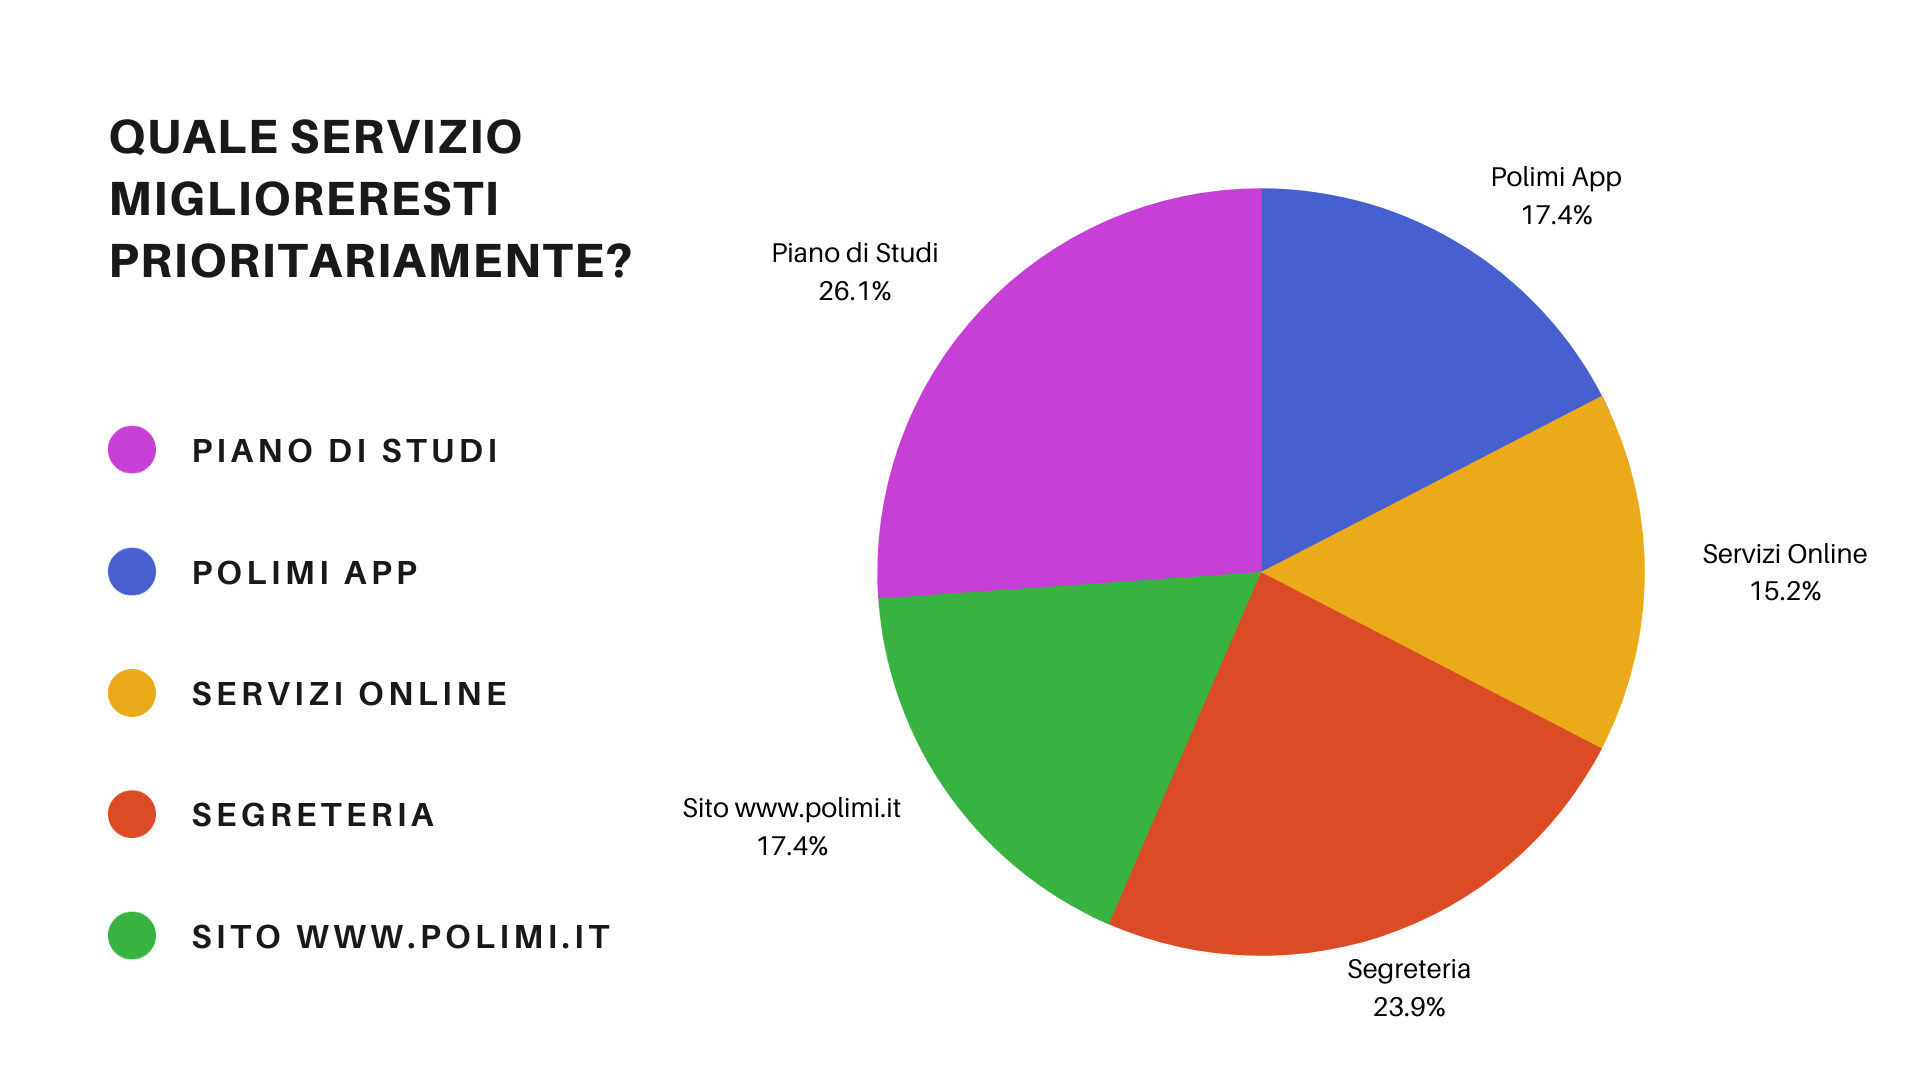 QUALE SERVIZIO
MIGLIORERESTI
PRIORITARIAMENTE?
PIANO DI STUDI
POLIMI APP
SERVIZI ONLINE
SEGRETERIA
SITO WWW.POLIMI.IT
Polimi App
17.4%
Piano di Studi
26.1%
Servizi Online
15.2%
Sito www.polimi.it
17.4%
Segreteria
23.9%